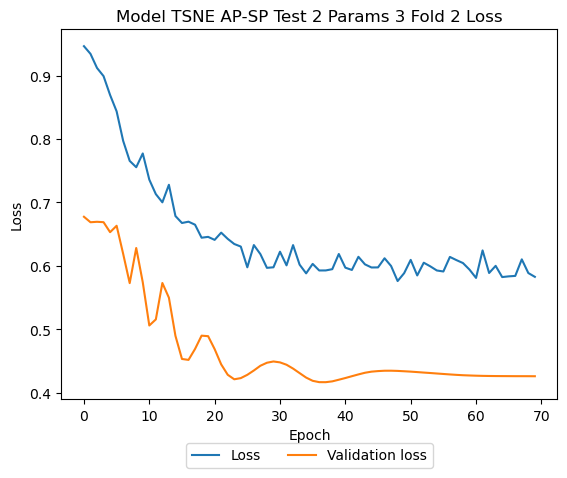 Model TSNE AP-SP Test 2 Params 3 Fold 2 Loss
Loss
0.9
0.8
0.7
0.6
0.5
0.4
0 10 20 30 40 50 60 70
Epoch
Loss Validation loss